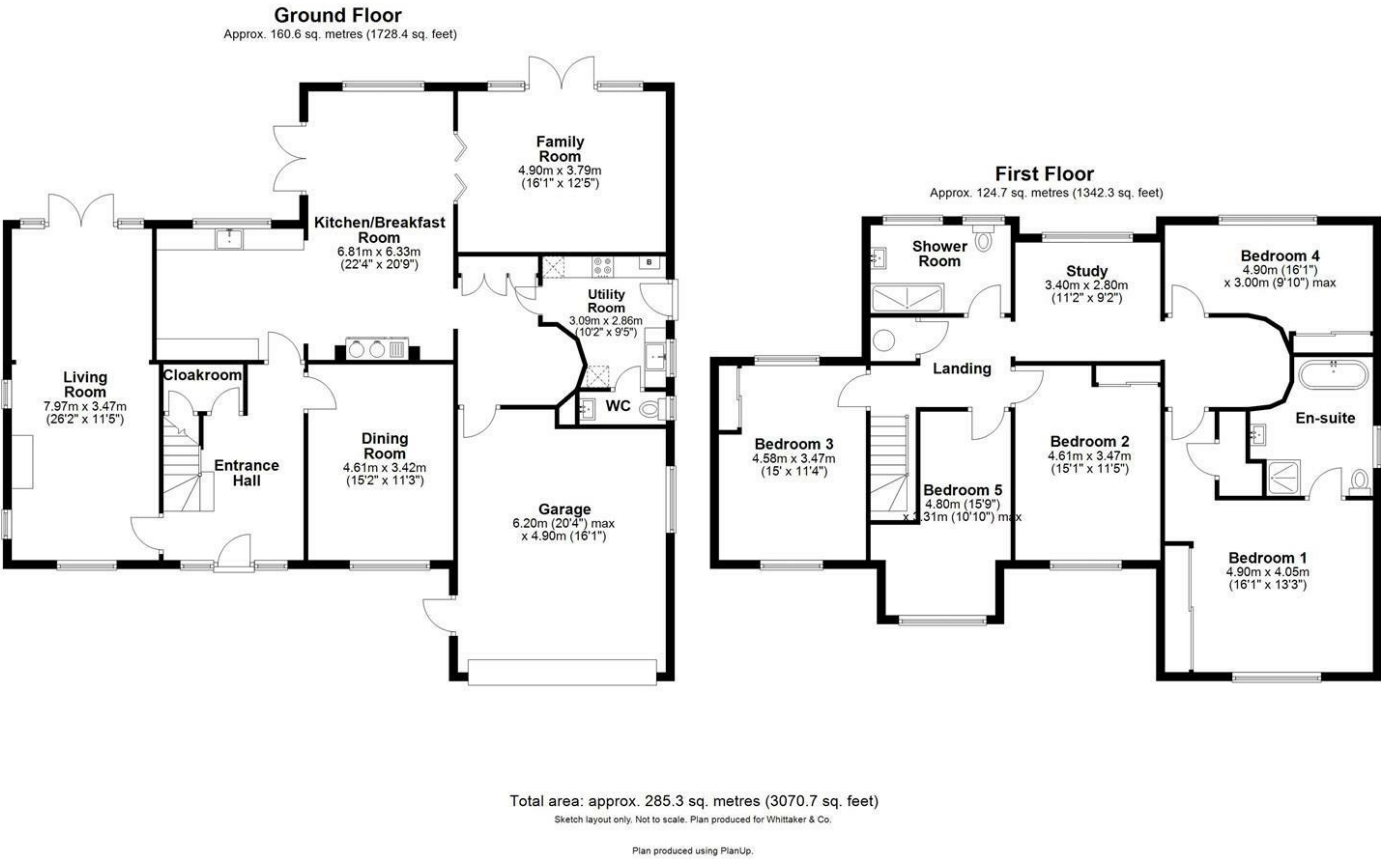 Ground Floor
Approx. 160.6 sq. metres (1728.4 sq. feet)
Family
Room
4.90m x 3.79m
(16'1" x 12'5")
Kitchen/Breakfast
Room
6.81m x 6.33m
(22'4" x 20'9")
Utility
Room
3.09m x 2.86m
(10'2" x 9'5")
B
Living
Room
7.97m x 3.47m
(26'2" x 11'5")
Cloakroom
Entrance
Hall
Dining
Room
4.61m x 3.42m
(15'2" x 11'3")
WC
Garage
6.20m (20'4") max
x 4.90m (16'1")
First Floor
Approx. 124.7 sq. metres (1342.3 sq. feet)
Shower
Room
Study
3.40m x 2.80m
(11'2" x 9'2")
Bedroom 4
4.90m (16'1")
x 3.00m (9'10") max
Landing
En-suite
Bedroom 3
4.58m x 3.47m
(15' x 11'4")
Bedroom 2
4.61m x 3.47m
(15'1" x 11'5")
Bedroom 5
4.80m (15'9")
x 3.31m (10'10") max
Bedroom 1
4.90m x 4.05m
(16'1" x 13'3")
Total area: approx. 285.3 sq. metres (3070.7 sq. feet)
Sketch layout only. Not to scale. Plan produced for Whittaker & Co.
Plan produced using PlanUp.